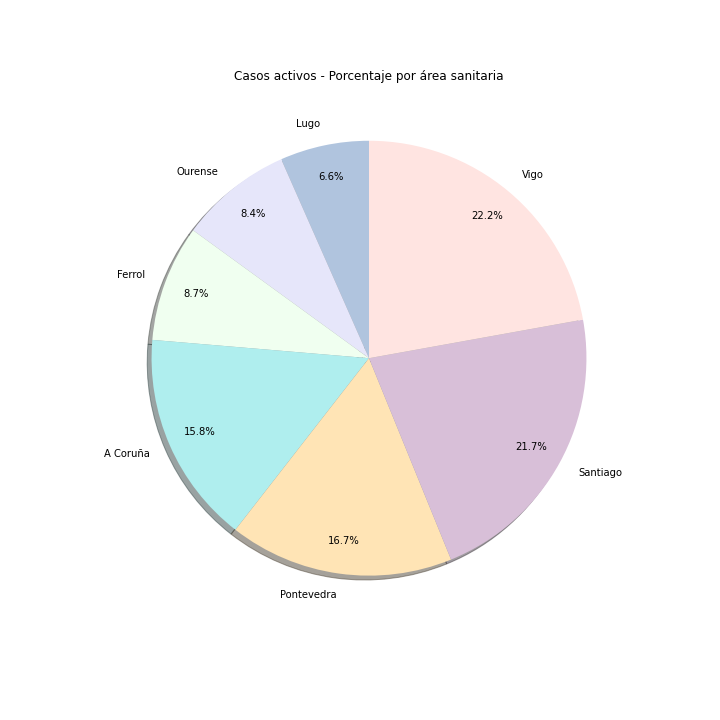 Casos activos - Porcentaje por área sanitaria
Lugo
6.6%
Vigo
22.2%
Ourense
8.4%
Ferrol
8.7%
A Coruña
15.8%
Santiago
21.7%
Pontevedra
16.7%